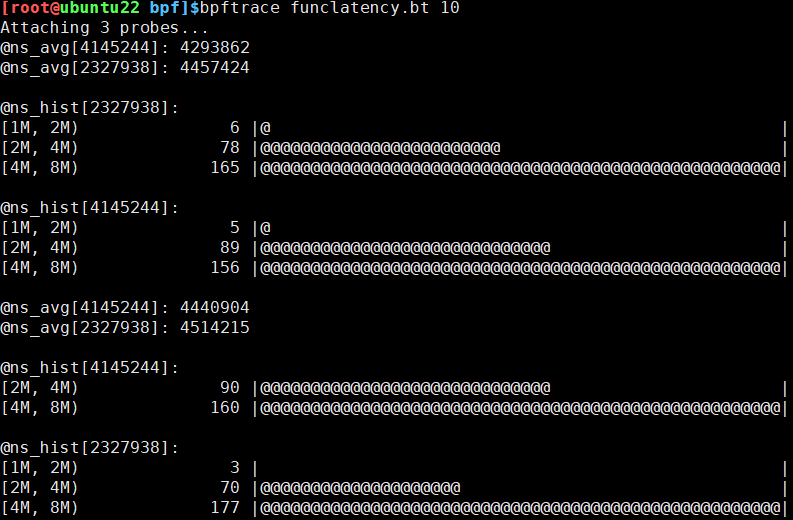 [root@ubuntu22 bpf]$bpftrace funclatency.bt 10
Attaching 3 probes...
@ns_avg[4145244]: 4293862
@ns_avg[2327938]: 4457424
@ns_hist[2327938]:
[1M, 2M)               6 |@                                                   |
[2M, 4M)              78 |@@@@@@@@@@@@@@@@@@@@@@@@                            |
[4M, 8M)             165 |@@@@@@@@@@@@@@@@@@@@@@@@@@@@@@@@@@@@@@@@@@@@@@@@@@@@|
@ns_hist[4145244]:
[1M, 2M)               5 |@                                                   |
[2M, 4M)              89 |@@@@@@@@@@@@@@@@@@@@@@@@@@@@@                       |
[4M, 8M)             156 |@@@@@@@@@@@@@@@@@@@@@@@@@@@@@@@@@@@@@@@@@@@@@@@@@@@@|
@ns_avg[4145244]: 4440904
@ns_avg[2327938]: 4514215
@ns_hist[4145244]:
[2M, 4M)              90 |@@@@@@@@@@@@@@@@@@@@@@@@@@@@@                       |
[4M, 8M)             160 |@@@@@@@@@@@@@@@@@@@@@@@@@@@@@@@@@@@@@@@@@@@@@@@@@@@@|
@ns_hist[2327938]:
[1M, 2M)               3 |                                                    |
[2M, 4M)              70 |@@@@@@@@@@@@@@@@@@@@                                |
[4M, 8M)             177 |@@@@@@@@@@@@@@@@@@@@@@@@@@@@@@@@@@@@@@@@@@@@@@@@@@@@|